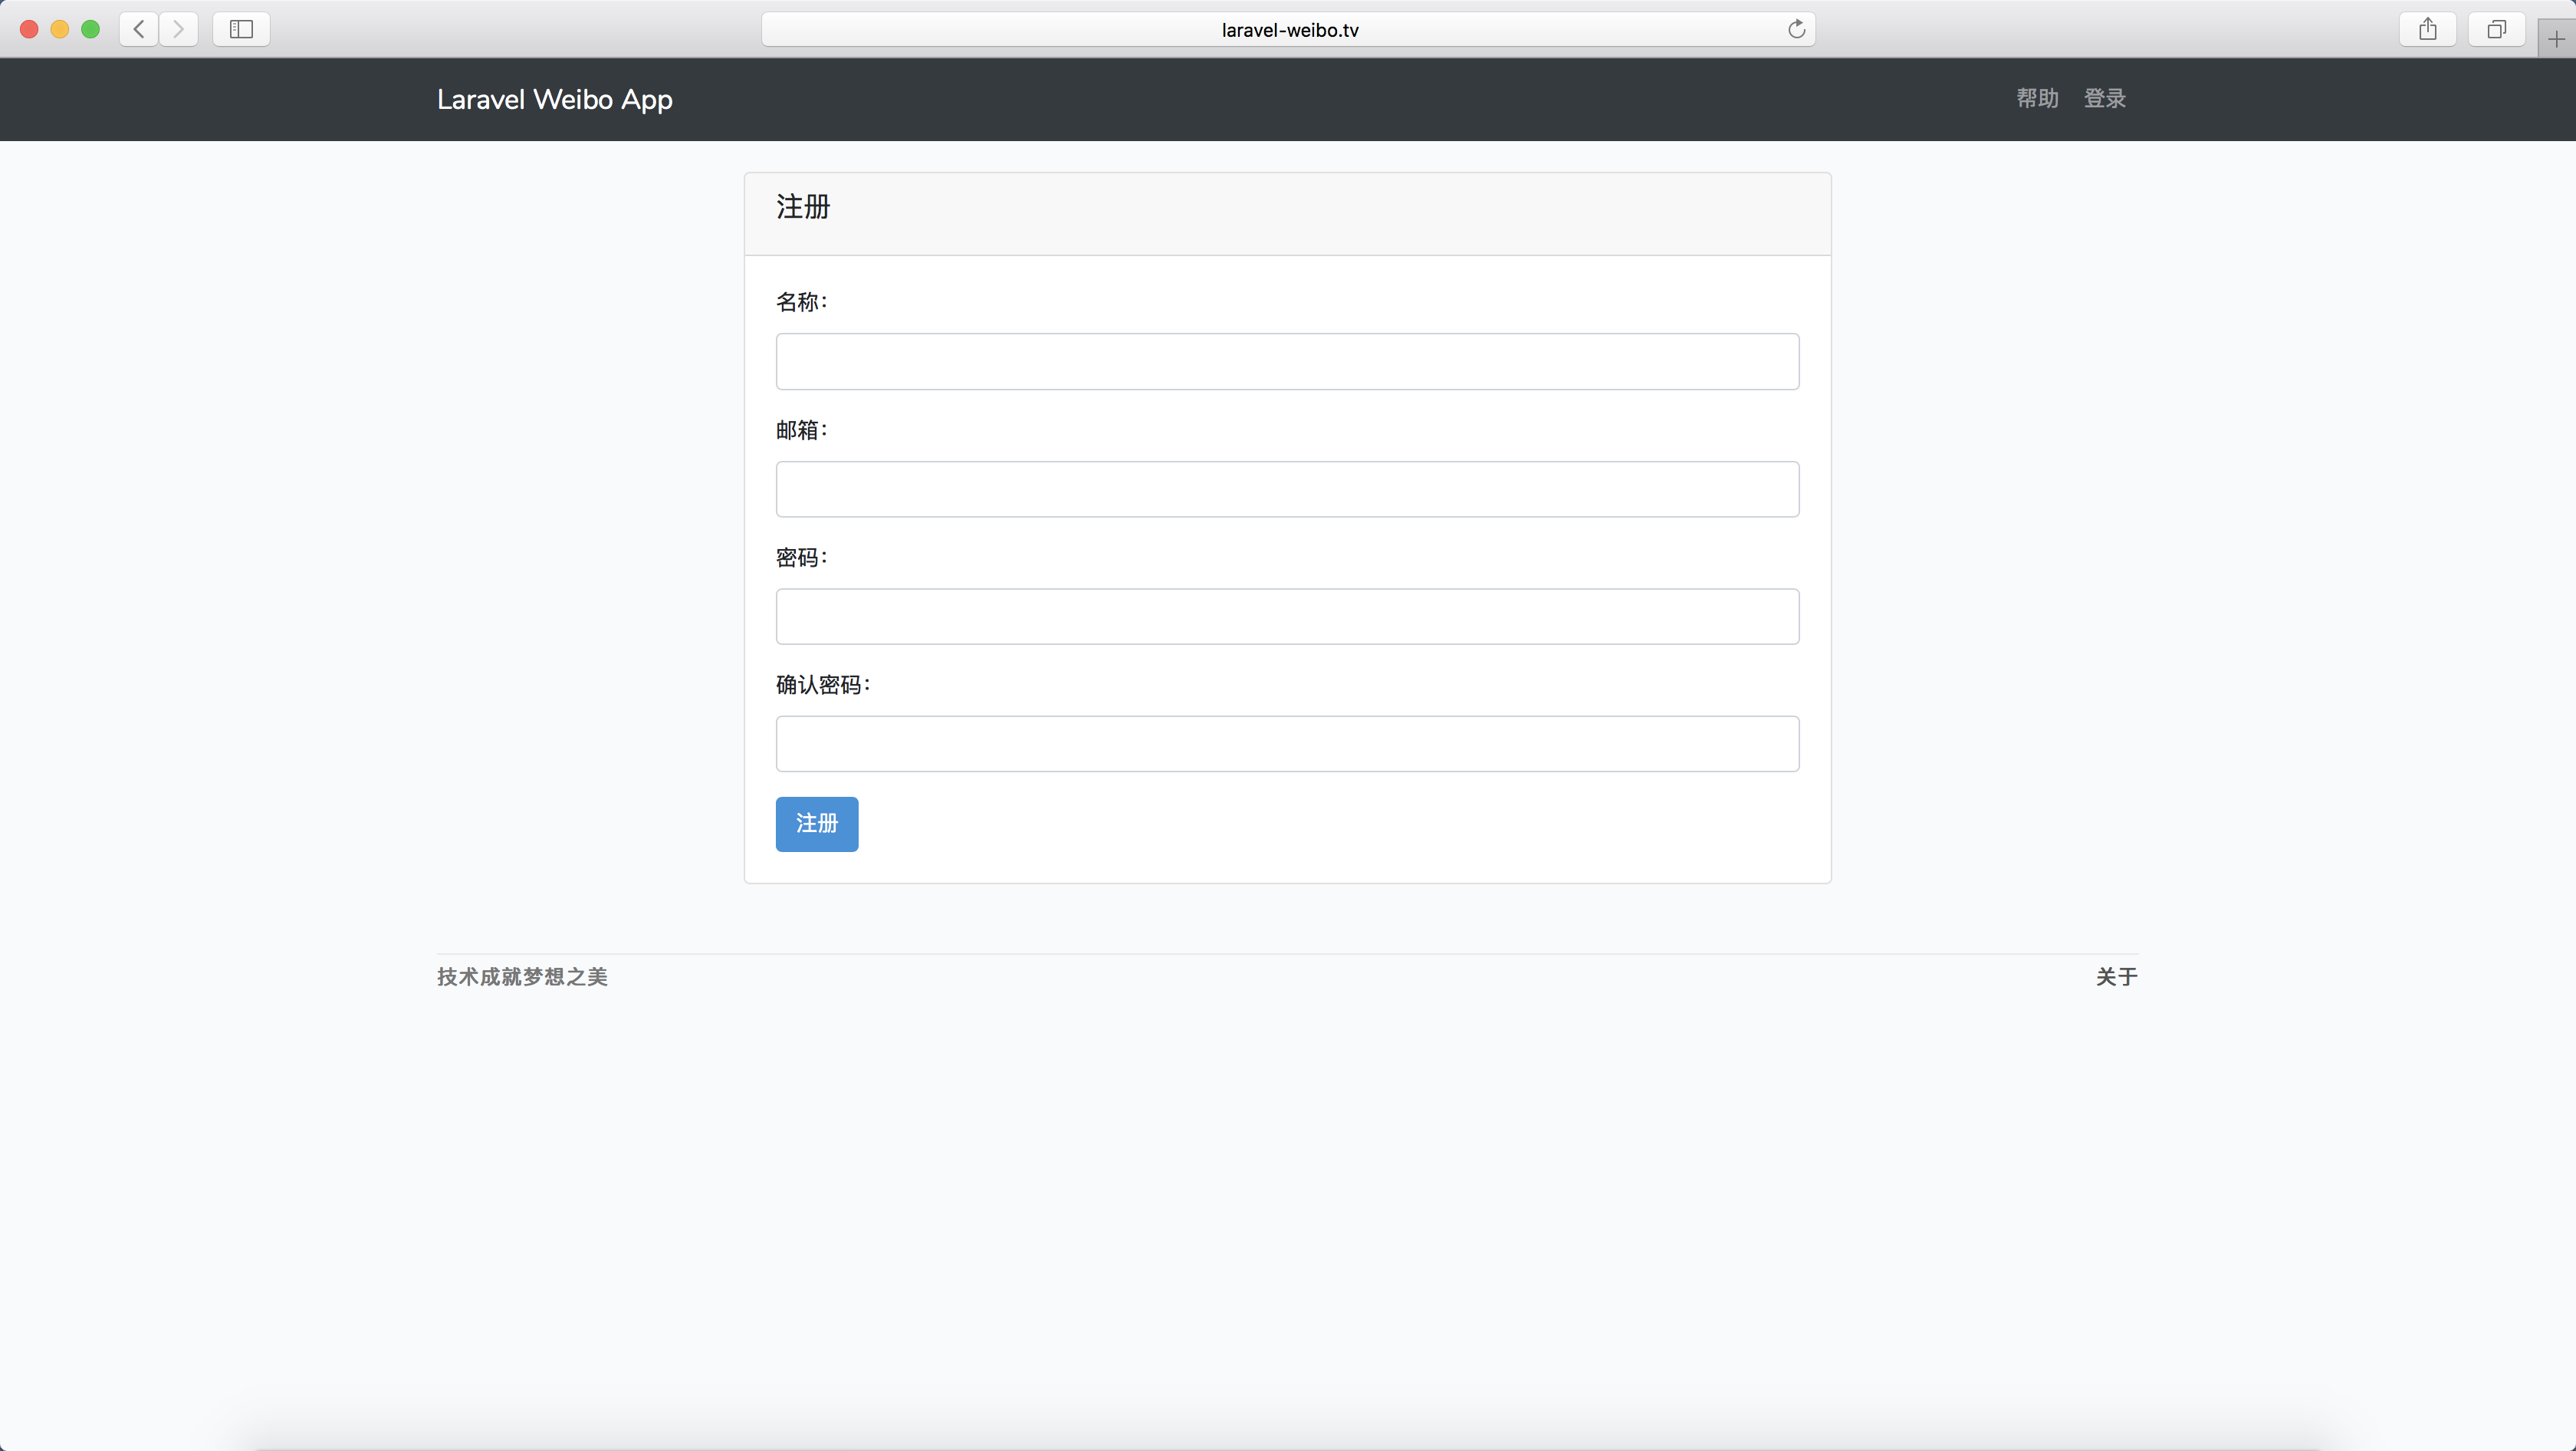 laravel-weibo.tv
Laravel Weibo App
帮助 登录
注册
名称：
邮箱：
密码：
确认密码：
注册
技术成就梦想之美
关于